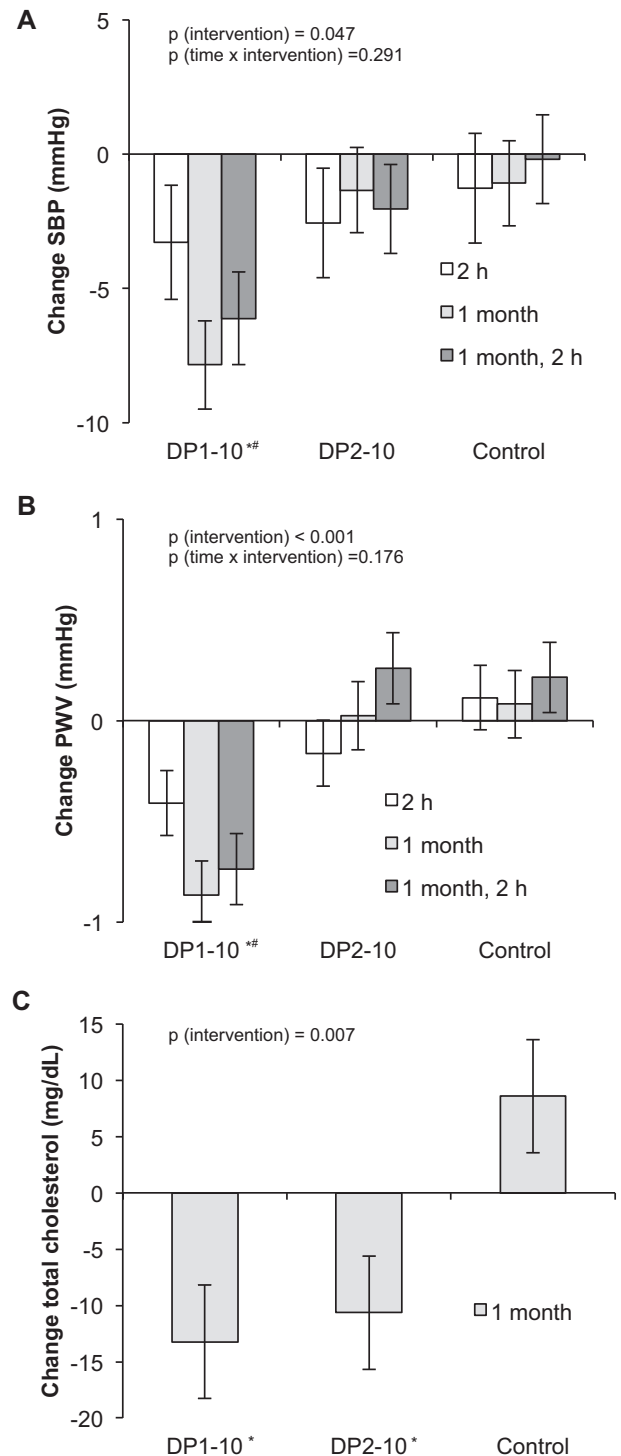 A
p (intervention) = 0.047
p (time x intervention) =0.291
Change SBP (mmHg)
5
0
-5
-10
2 h
1 month
1 month, 2 h
DP1-10 *#
DP2-10
Control
B
p (intervention) < 0.001
p (time x intervention) =0.176
Change PWV (mmHg)
1
0
-1
2 h
1 month
1 month, 2 h
DP1-10 *#
DP2-10
Control
C
p (intervention) = 0.007
Change total cholesterol (mg/dL)
15
10
5
0
-5
-10
-15
-20
1 month
DP1-10 *
DP2-10 *
Control